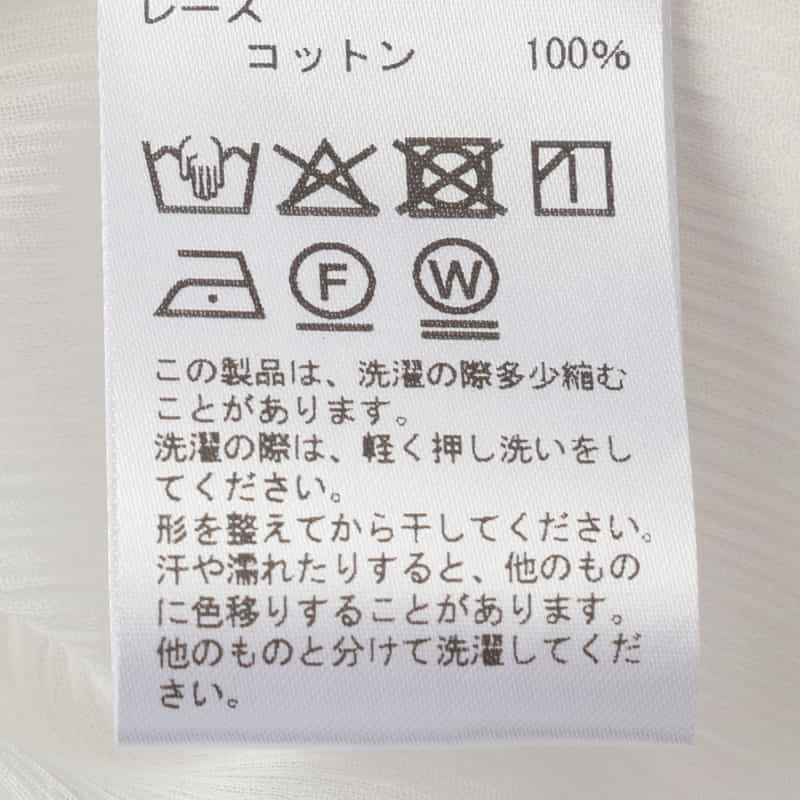 レース
コットン 100%
F W
この製品は、洗濯の際多少縮む
ことがあります。
洗濯の際は、軽く押し洗いをし
てください。
形を整えてから干してください。
汗や濡れたりすると、他のもの
に色移りすることがあります。
他のものと分けて洗濯してくだ
さい。